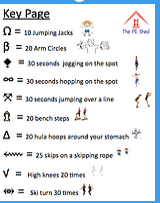 Key Page
The PE Shed
Ω = 10 Jumping Jacks
β = 20 Arm Circles
= 30 seconds jogging on the spot
∞ = 30 seconds hopping on the spot
= 30 seconds jumping over a line
= 20 bench steps
Δ = 20 hula hoops around your stomach
= 25 skips on a skipping rope
√ = High knees 20 times
= Ski turn 30 times